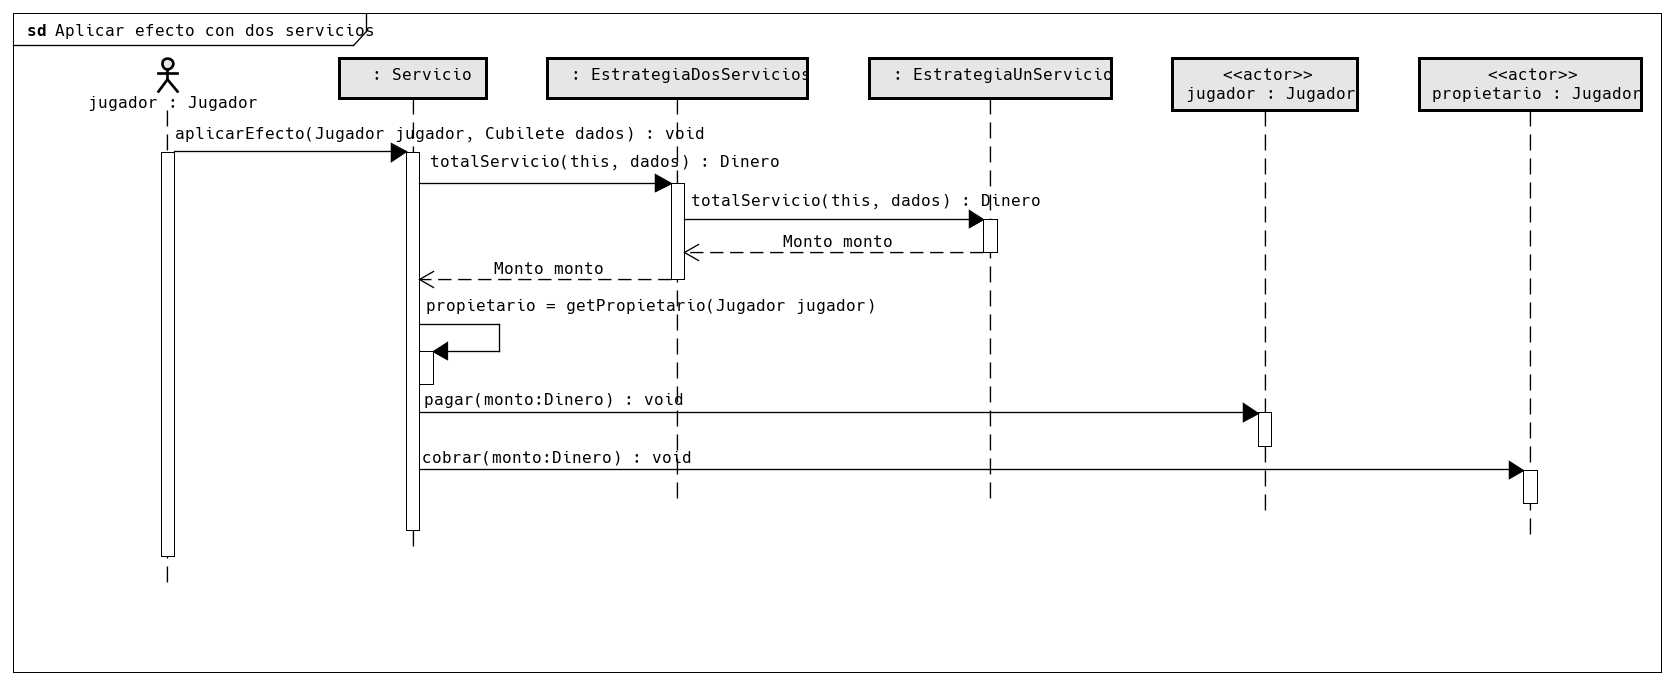 sd Aplicar efecto con dos servicios
jugador : Jugador
: Servicio
: EstrategiaDosServicios
: EstrategiaUnServicio
<<actor>>
jugador : Jugador
<<actor>>
propietario : Jugador
aplicarEfecto(Jugador jugador, Cubilete dados) : void
totalServicio(this, dados) : Dinero
totalServicio(this, dados) : Dinero
Monto monto
Monto monto
propietario = getPropietario(Jugador jugador)
pagar(monto:Dinero) : void
cobrar(monto:Dinero) : void